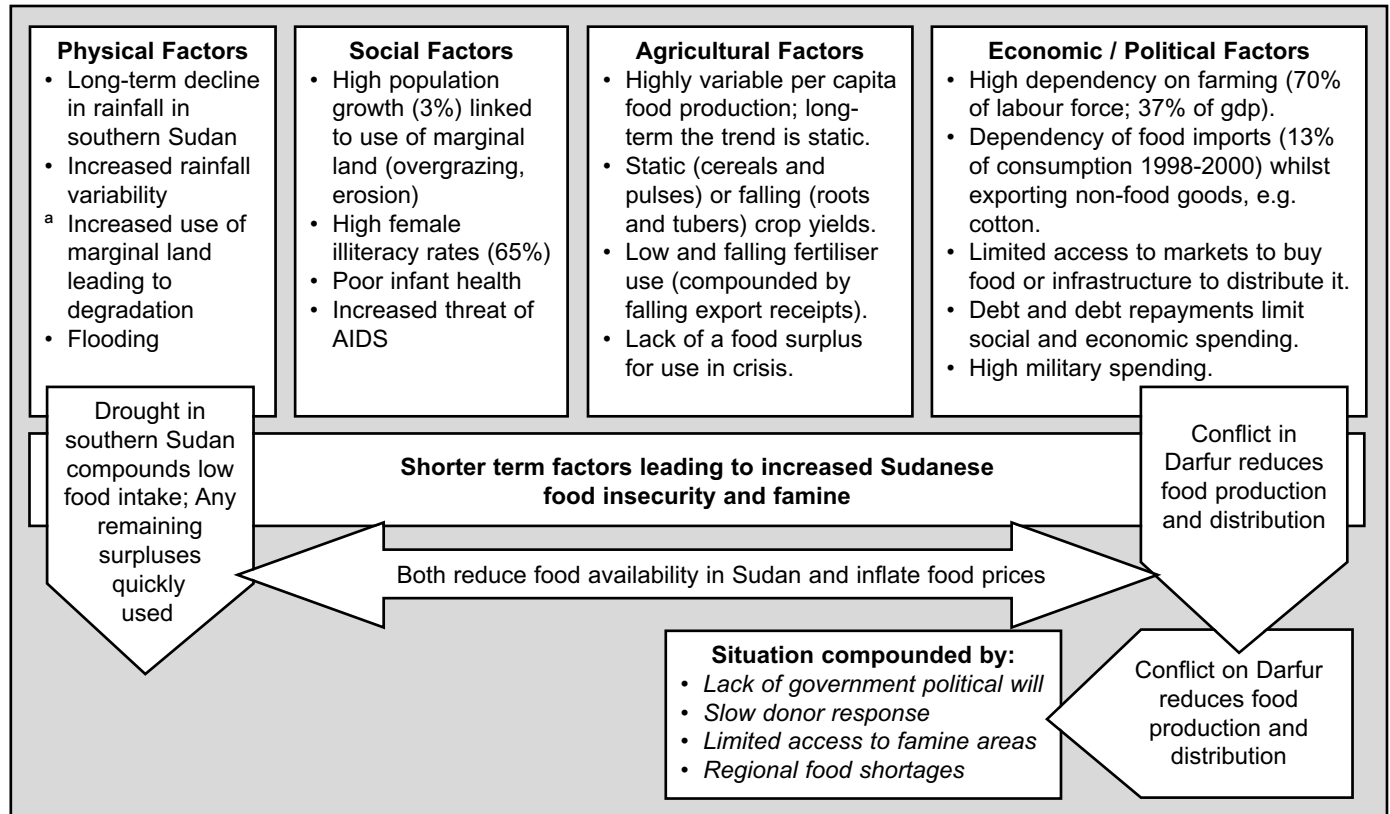 Physical Factors
• Long-term decline
in rainfall in
southern Sudan
• Increased rainfall
variability
ª Increased use of
marginal land
leading to
degradation
• Flooding
Social Factors
• High population
growth (3%) linked
to use of marginal
land (overgrazing,
erosion)
• High female
illiteracy rates (65%)
• Poor infant health
• Increased threat of
AIDS
Agricultural Factors
• Highly variable per capita
food production; long-
term the trend is static.
• Static (cereals and
pulses) or falling (roots
and tubers) crop yields.
• Low and falling fertiliser
use (compounded by
falling export receipts).
• Lack of a food surplus
for use in crisis.
Economic / Political Factors
• High dependency on farming (70%
of labour force; 37% of gdp).
• Dependency of food imports (13%
of consumption 1998-2000) whilst
exporting non-food goods, e.g.
cotton.
• Limited access to markets to buy
food or infrastructure to distribute it.
• Debt and debt repayments limit
social and economic spending.
• High military spending.
Drought in
southern Sudan
compounds low
food intake; Any
remaining
surpluses
quickly
used
Shorter term factors leading to increased Sudanese
food insecurity and famine
Conflict in
Darfur reduces
food production
and distribution
Both reduce food availability in Sudan and inflate food prices
Situation compounded by:
• Lack of government political will
• Slow donor response
• Limited access to famine areas
• Regional food shortages
Conflict on Darfur
reduces food
production and
distribution